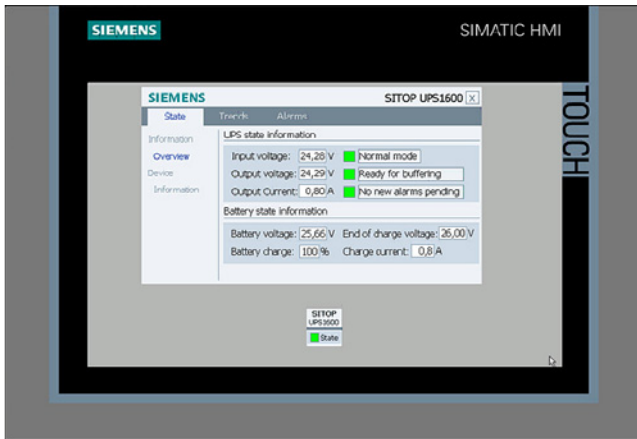 SIEMENS
SIMATIC HMI
TOUCH
SIEMENS
SITOP UPS1600 X
State Trends Alarms
Information
Overview
Device
Information
UPS state information
Input voltage: 24,28 V Normal mode
Output voltage: 24,29 V Ready for buffering
Output Current: 0,80 A No new alarms pending
Battery state information
Battery voltage: 25,66 V End of charge voltage: 26,00 V
Battery charge: 100 % Charge current: 0,8 A
SITOP
UPS1600
State